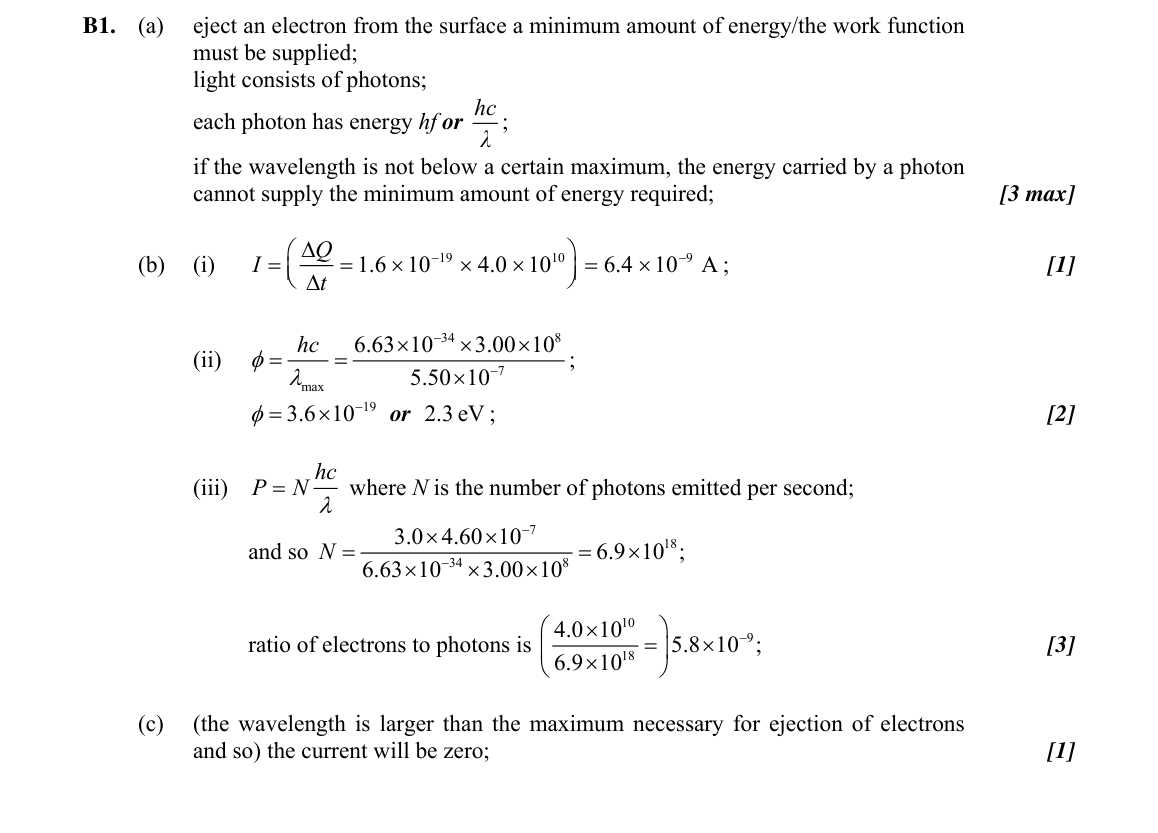 B1. (a) eject an electron from the surface a minimum amount of energy/the work function
must be supplied;
light consists of photons;
each photon has energy hf or hc/λ;
if the wavelength is not below a certain maximum, the energy carried by a photon
cannot supply the minimum amount of energy required; [3 max]
(b) (i) I = (ΔQ/Δt = 1.6 × 10⁻¹⁹ × 4.0 × 10¹⁰) = 6.4 × 10⁻⁹ A ; [1]
(ii) ϕ = hc/λmax = 6.63×10⁻³⁴ ×3.00×10⁸/5.50×10⁻⁷ ;
ϕ = 3.6×10⁻¹⁹ or 2.3 eV ; [2]
(iii) P = N hc/λ where N is the number of photons emitted per second;
and so N = 3.0×4.60×10⁻⁷/6.63×10⁻³⁴ ×3.00×10⁸ = 6.9×10¹⁸;
ratio of electrons to photons is (4.0×10¹⁰/6.9×10¹⁸ =) 5.8×10⁻⁹; [3]
(c) (the wavelength is larger than the maximum necessary for ejection of electrons
and so) the current will be zero; [1]